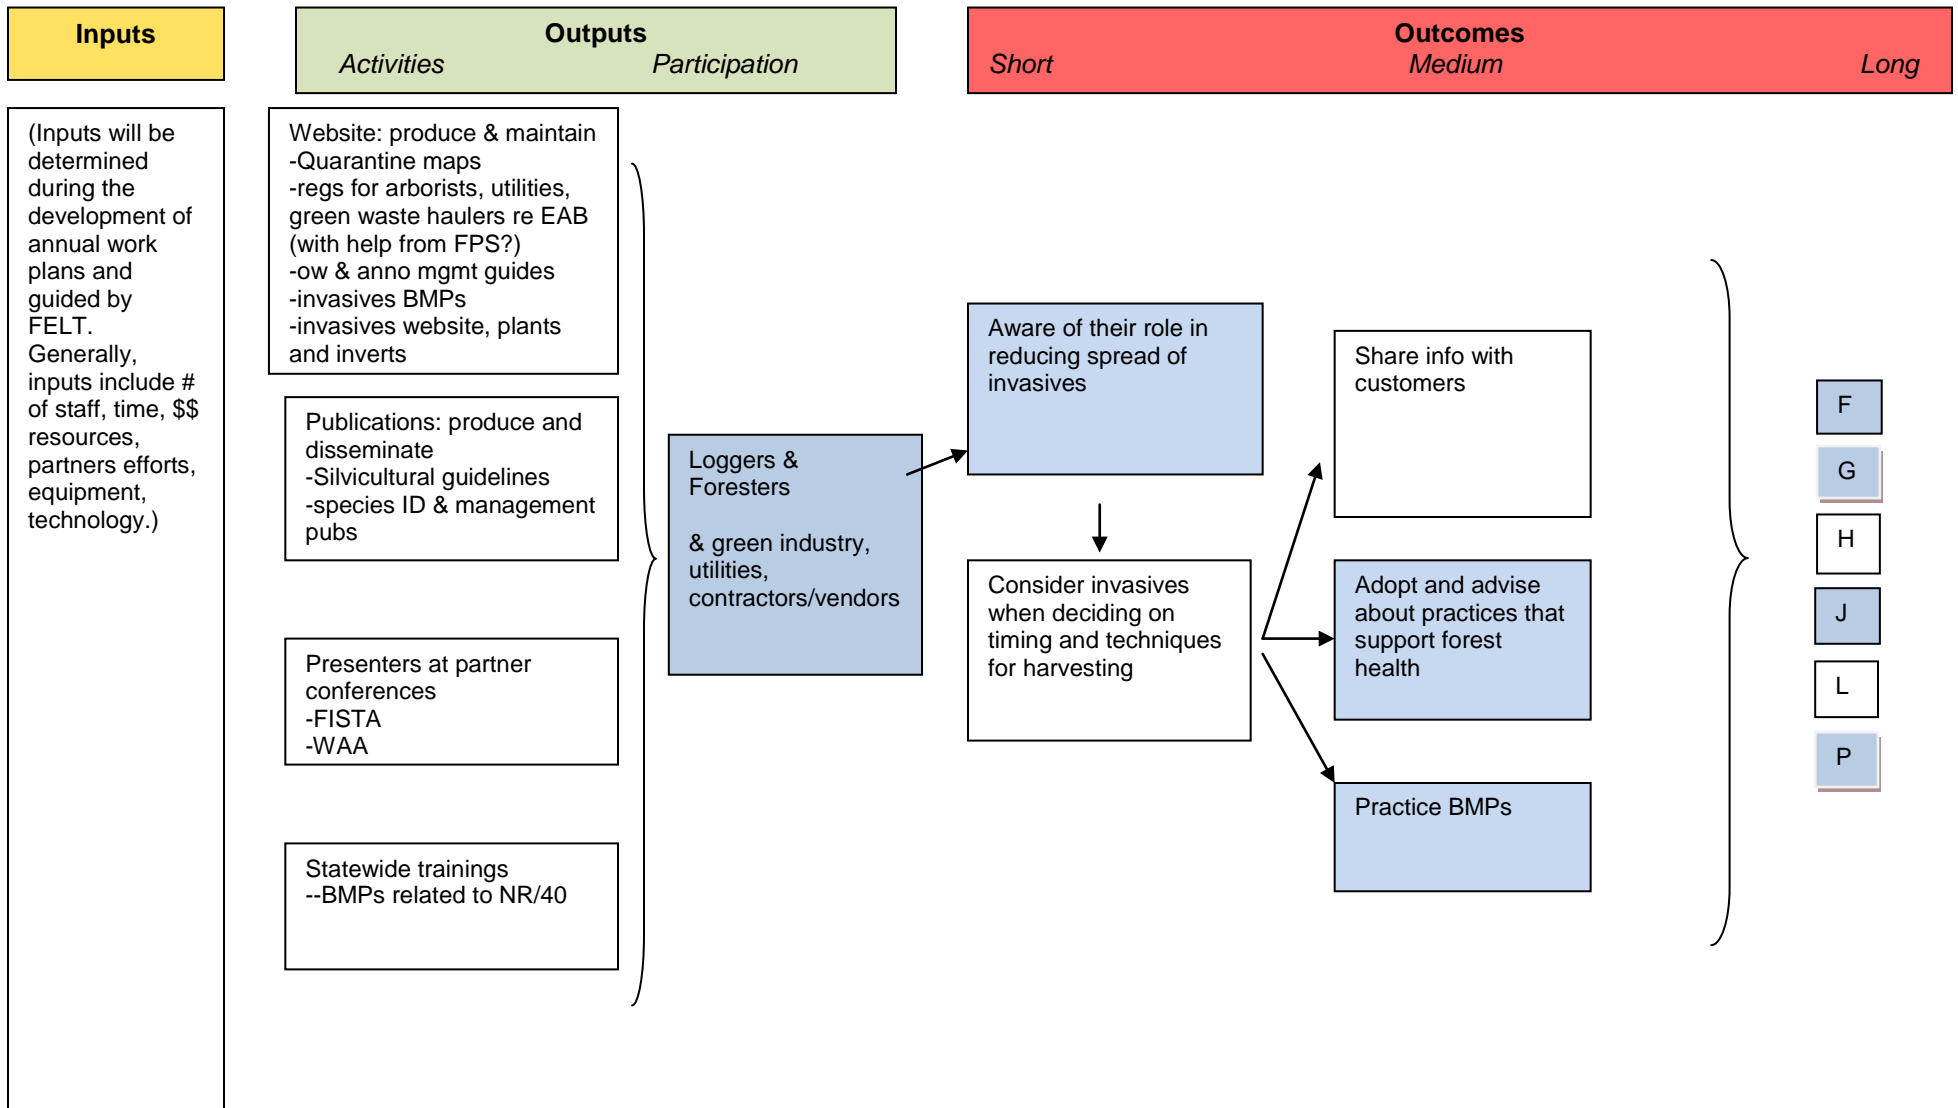 Inputs
Outputs
Activities Participation
Outcomes
Short Medium Long
(Inputs will be
determined
during the
development of
annual work
plans and
guided by
FELT.
Generally,
inputs include #
of staff, time, $$
resources,
partners efforts,
equipment,
technology.)
Website: produce & maintain
-Quarantine maps
-regs for arborists, utilities,
green waste haulers re EAB
(with help from FPS?)
-ow & anno mgmt guides
-invasives BMPs
-invasives website, plants
and inverts
Publications: produce and
disseminate
-Silvicultural guidelines
-species ID & management
pubs
Presenters at partner
conferences
-FISTA
-WAA
Statewide trainings
--BMPs related to NR/40
Loggers &
Foresters
& green industry,
utilities,
contractors/vendors
Aware of their role in
reducing spread of
invasives
Consider invasives
when deciding on
timing and techniques
for harvesting
Share info with
customers
Adopt and advise
about practices that
support forest
health
Practice BMPs
F
G
H
J
L
P